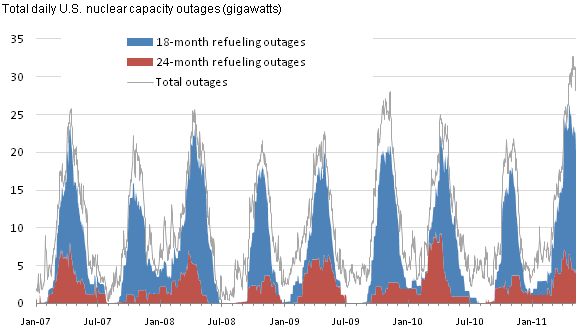 Total daily U.S. nuclear capacity outages (gigawatts)
35
30
25
20
15
10
5
0
18-month refueling outages
24-month refueling outages
Total outages
Jan-07 Jul-07 Jan-08 Jul-08 Jan-09 Jul-09 Jan-10 Jul-10 Jan-11